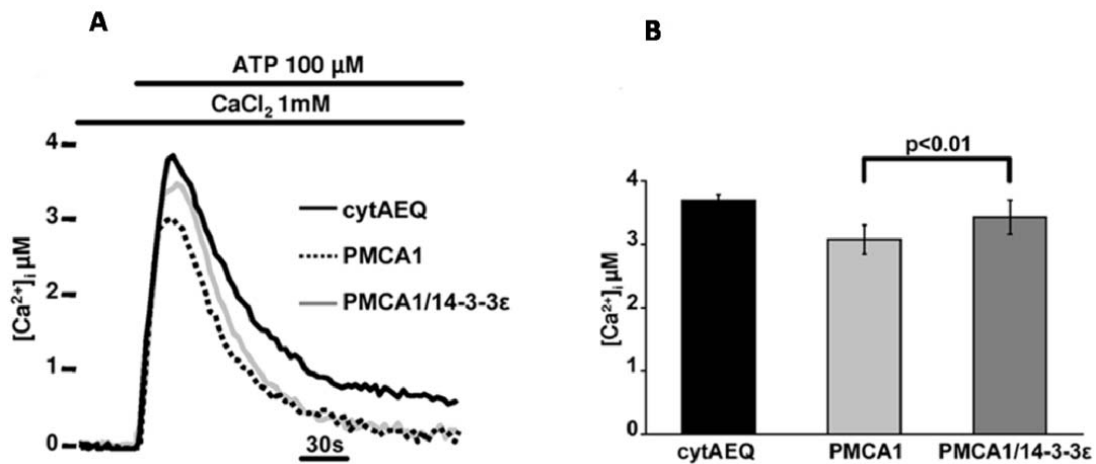 A
ATP 100 µM
CaCl₂ 1mM
4
3
2
1
0
[Ca²⁺]ᵢ µM
cytAEQ
PMCA1
PMCA1/14-3-3ε
30s
B
p<0.01
4
3
2
1
0
[Ca²⁺]ᵢ µM
cytAEQ PMCA1 PMCA1/14-3-3ε